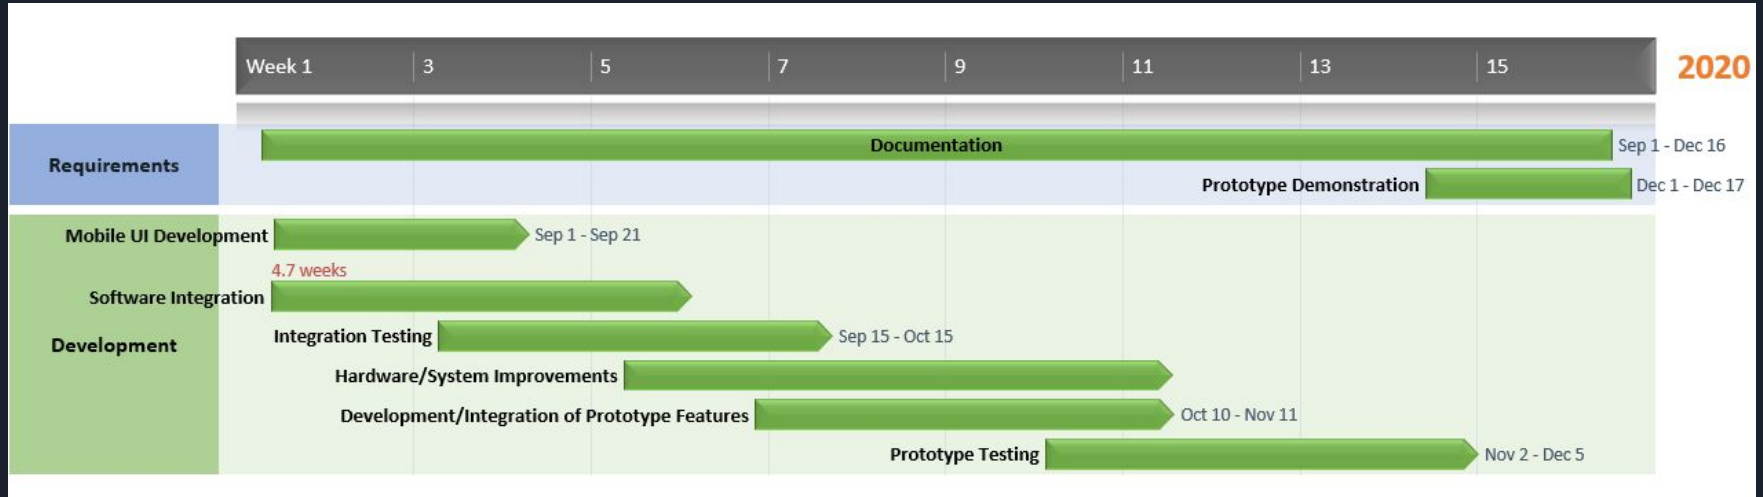 Week 1 3 5 7 9 11 13 15 2020
Requirements
Documentation Sep 1 - Dec 16
Prototype Demonstration Dec 1 - Dec 17
Development
Mobile UI Development Sep 1 - Sep 21
4.7 weeks
Software Integration
Integration Testing Sep 15 - Oct 15
Hardware/System Improvements
Development/Integration of Prototype Features Oct 10 - Nov 11
Prototype Testing Nov 2 - Dec 5